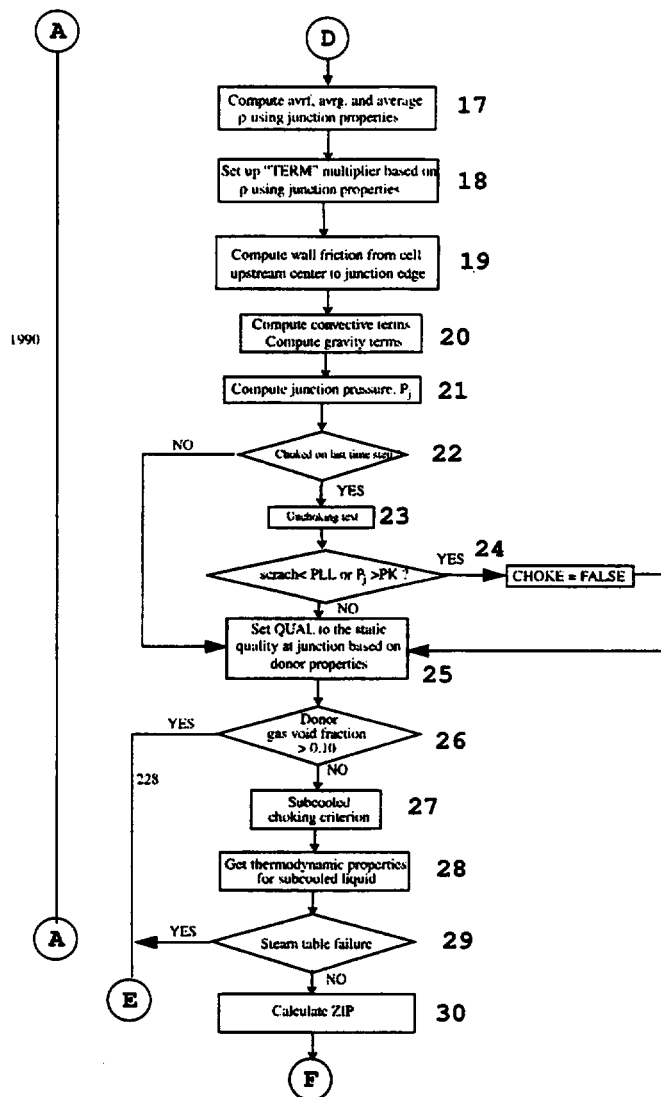 A
D
Compute avrf, avrg, and average
ρ using junction properties
17
Set up "TERM" multiplier based on
ρ using junction properties
18
Compute wall friction from cell
upstream center to junction edge
19
1990
Compute convective terms
Compute gravity terms
20
Compute junction pressure, Pj
21
NO
Choked on last time step
22
YES
Unchoking test
23
scrach< PLL or Pj >PK ?
YES
24
CHOKE = FALSE
NO
Set QUAL to the static
quality at junction based on
donor properties
25
YES
Donor
gas void fraction
> 0.10
26
228
NO
Subcooled
choking criterion
27
Get thermodynamic properties
for subcooled liquid
28
A
YES
Steam table failure
29
E
NO
Calculate ZIP
30
F